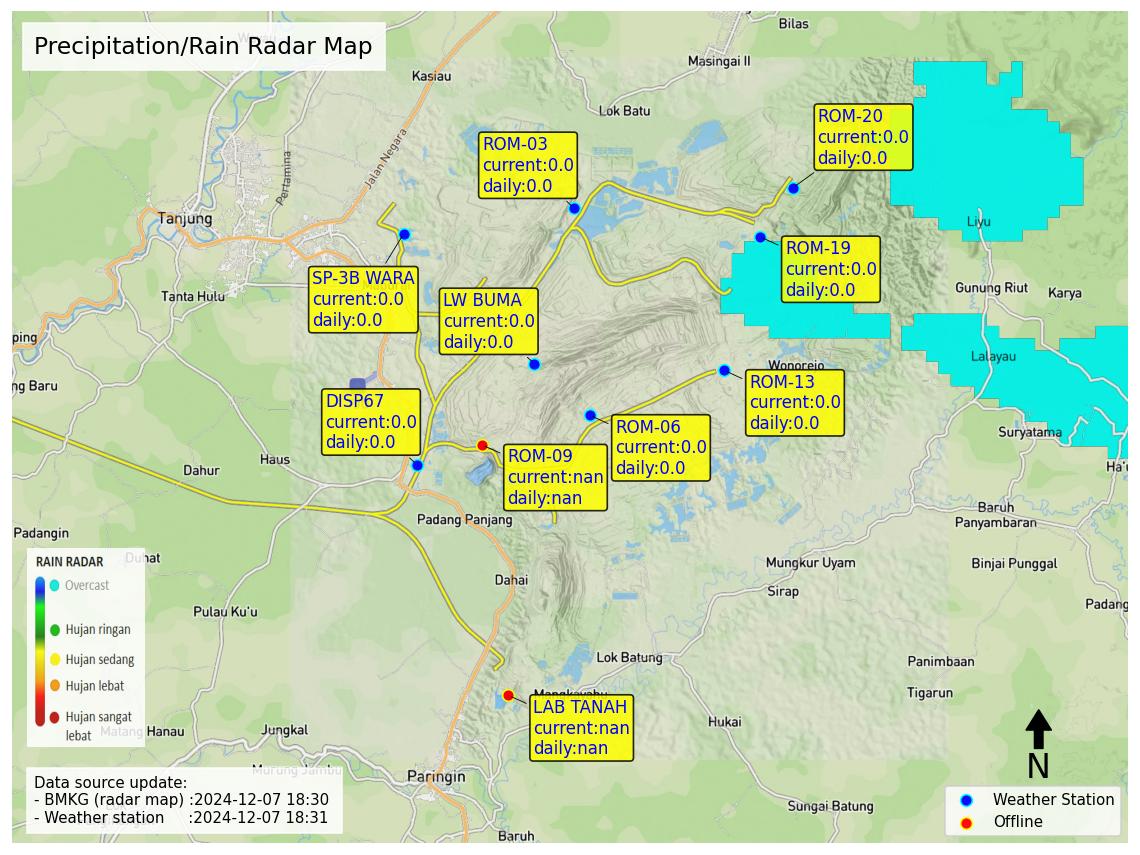 Precipitation/Rain Radar Map
Bilas
Masingai II
Kasiau
Lok Batu
Jalan Negara
Pertamina
Tanjung
Tanta Hulu
ROM-20
current:0.0
daily:0.0
ROM-03
current:0.0
daily:0.0
ROM-19
current:0.0
daily:0.0
SP-3B WARA
current:0.0
daily:0.0
LW BUMA
current:0.0
daily:0.0
Liyu
Gunung Riut
Karya
Lalayau
Wonorejo
ROM-13
current:0.0
daily:0.0
DISP67
current:0.0
daily:0.0
ROM-06
current:0.0
daily:0.0
ROM-09
current:nan
daily:nan
ping
ng Baru
Suryatama
Ha'u
Haus
Dahur
Padangin
Padang Panjang
Baruh
Panyambaran
Duhat
Dahai
Mungkur Uyam
Binjai Punggal
Sirap
Padang
Pulau Ku'u
RAIN RADAR
Overcast
Hujan ringan
Hujan sedang
Hujan lebat
Hujan sangat
lebat
Lok Batung
Panimbaan
Tigarun
Mangkayahu
LAB TANAH
current:nan
daily:nan
Hukai
Matang Hanau
Jungkal
Murung Jambu
Paringin
Sungai Batung
Baruh
Data source update:
- BMKG (radar map) :2024-12-07 18:30
- Weather station :2024-12-07 18:31
N
Weather Station
Offline